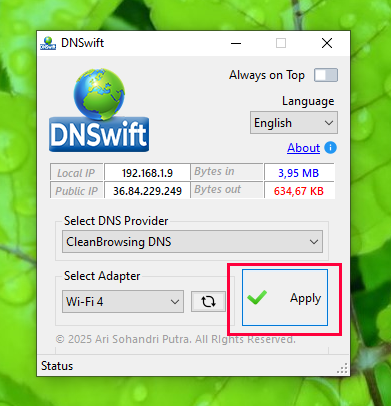 DNSwift
Always on Top
Language
DNSwift
English
About
Local IP 192.168.1.9 Bytes in 3,95 MB
Public IP 36.84.229.249 Bytes out 634,67 KB
Select DNS Provider
CleanBrowsing DNS
Select Adapter
Wi-Fi 4
Apply
© 2025 Ari Sohandri Putra. All Rights Reserved.
Status